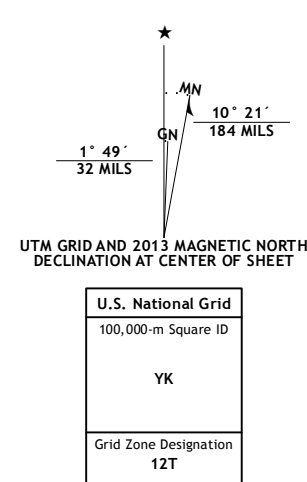 ★
MN
GN
10° 21´
184 MILS
1° 49´
32 MILS
UTM GRID AND 2013 MAGNETIC NORTH
DECLINATION AT CENTER OF SHEET
U.S. National Grid
100,000-m Square ID
YK
Grid Zone Designation
12T